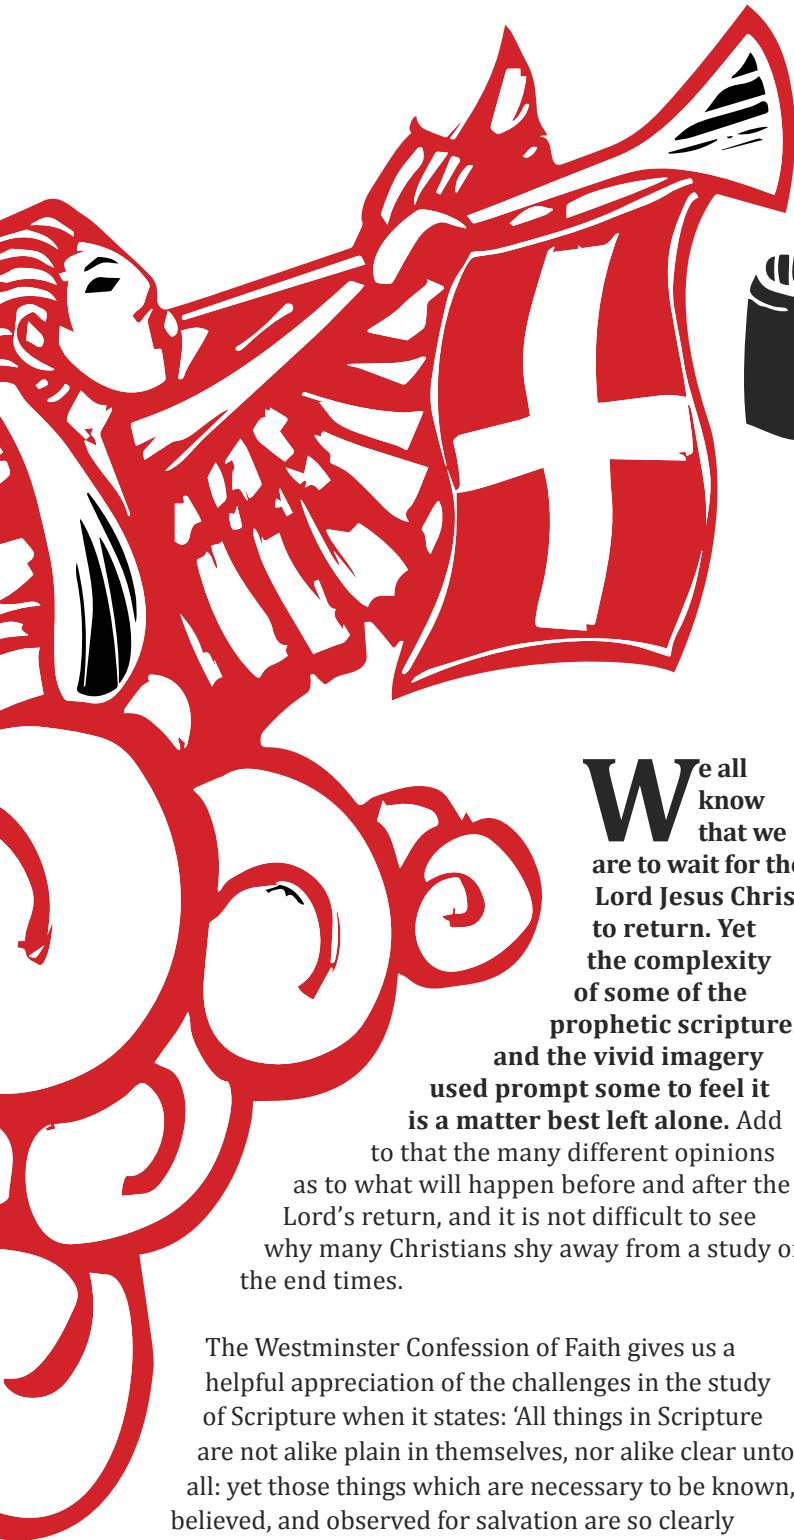 We all
know
that we
are to wait for the
Lord Jesus Chris
to return. Yet
the complexity
of some of the
prophetic scripture
and the vivid imagery
used prompt some to feel it
is a matter best left alone. Add
to that the many different opinions
as to what will happen before and after the
Lord’s return, and it is not difficult to see
why many Christians shy away from a study o
the end times.
The Westminster Confession of Faith gives us a
helpful appreciation of the challenges in the study
of Scripture when it states: ‘All things in Scripture
are not alike plain in themselves, nor alike clear unto
all: yet those things which are necessary to be known,
believed, and observed for salvation are so clearly